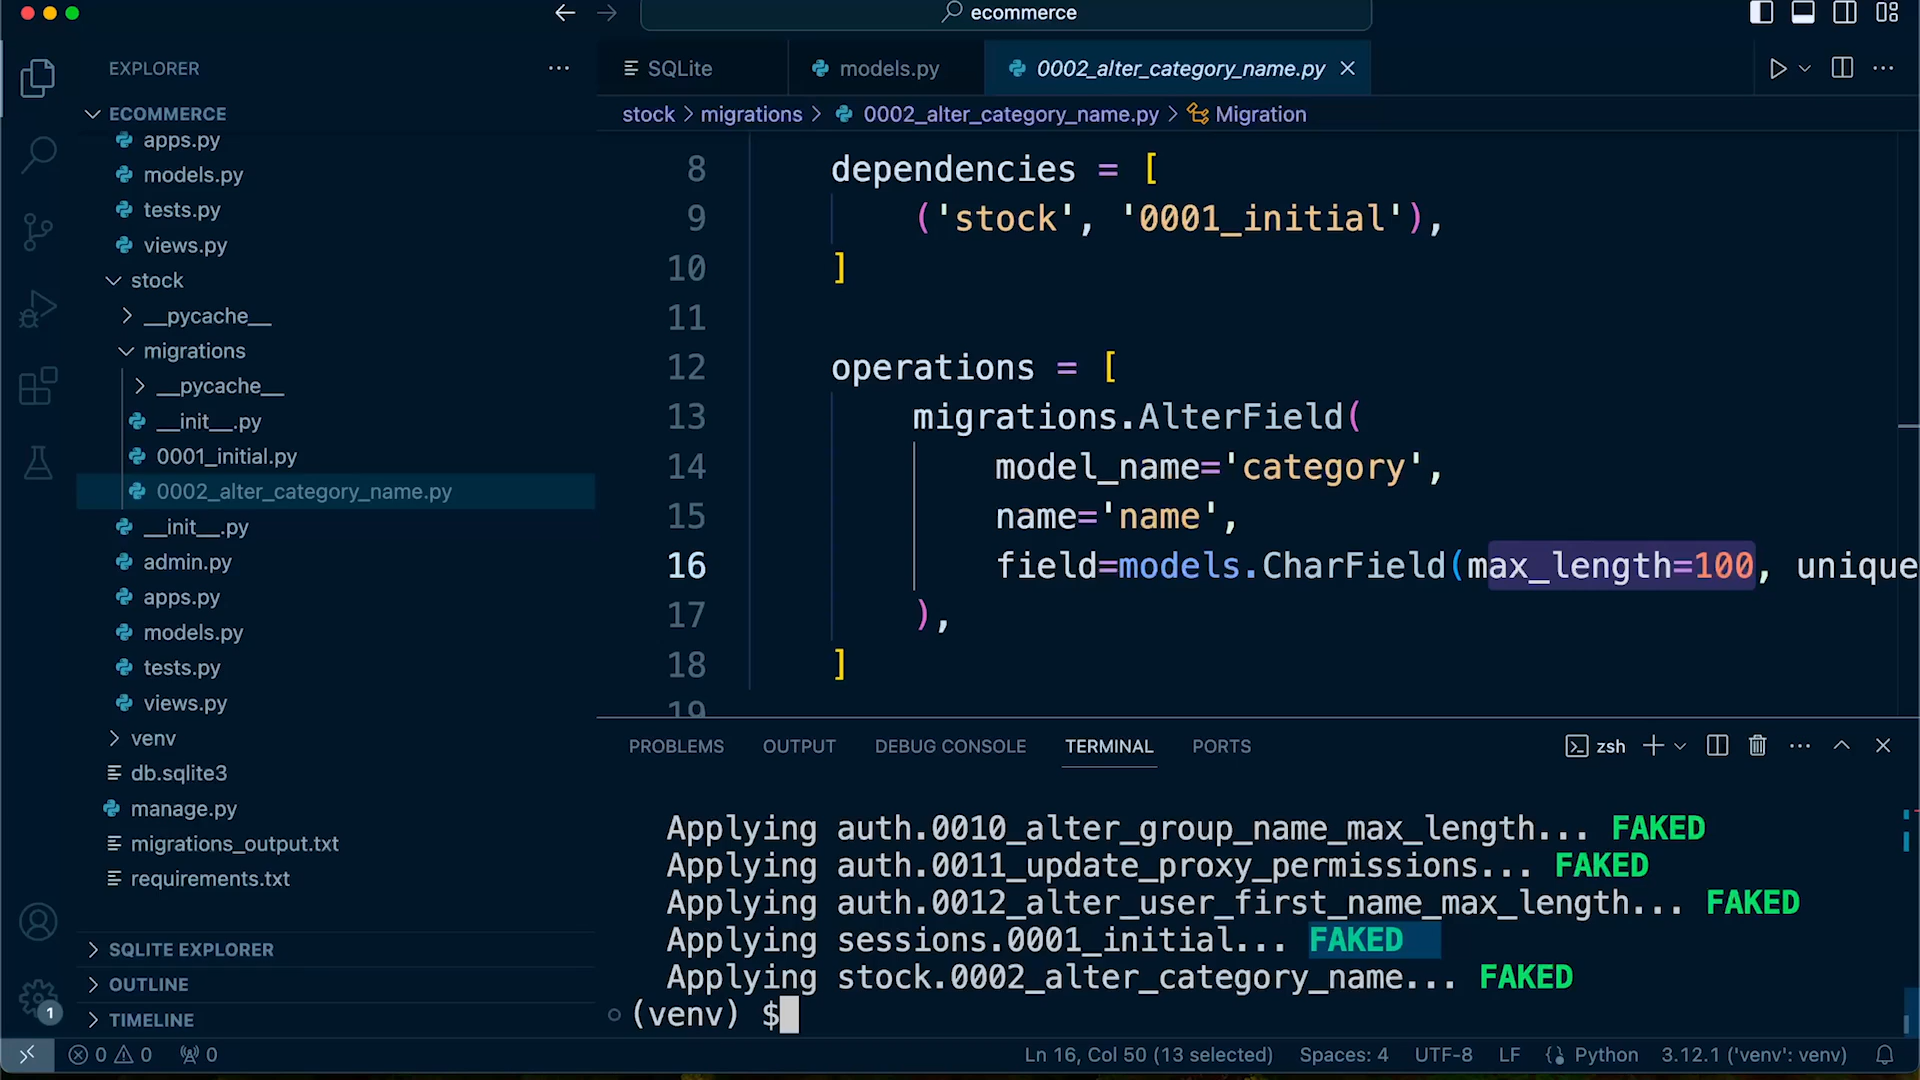 ecommerce
EXPLORER
ECOMMERCE
apps.py
models.py
tests.py
views.py
stock
__pycache__
migrations
__pycache__
__init__.py
0001_initial.py
0002_alter_category_name.py
__init__.py
admin.py
apps.py
models.py
tests.py
views.py
venv
db.sqlite3
manage.py
migrations_output.txt
requirements.txt
SQLITE EXPLORER
OUTLINE
TIMELINE
1
SQLite
models.py
0002_alter_category_name.py
stock > migrations > 0002_alter_category_name.py > Migration
8 dependencies = [
9 ('stock', '0001_initial'),
10 ]
11
12 operations = [
13 migrations.AlterField(
14 model_name='category',
15 name='name',
16 field=models.CharField(max_length=100, unique
17 ),
18 ]
19
PROBLEMS OUTPUT DEBUG CONSOLE TERMINAL PORTS
zsh
Applying auth.0010_alter_group_name_max_length... FAKED
Applying auth.0011_update_proxy_permissions... FAKED
Applying auth.0012_alter_user_first_name_max_length... FAKED
Applying sessions.0001_initial... FAKED
Applying stock.0002_alter_category_name... FAKED
(venv) $
0 0 0
Ln 16, Col 50 (13 selected) Spaces: 4 UTF-8 LF Python 3.12.1 ('venv': venv)